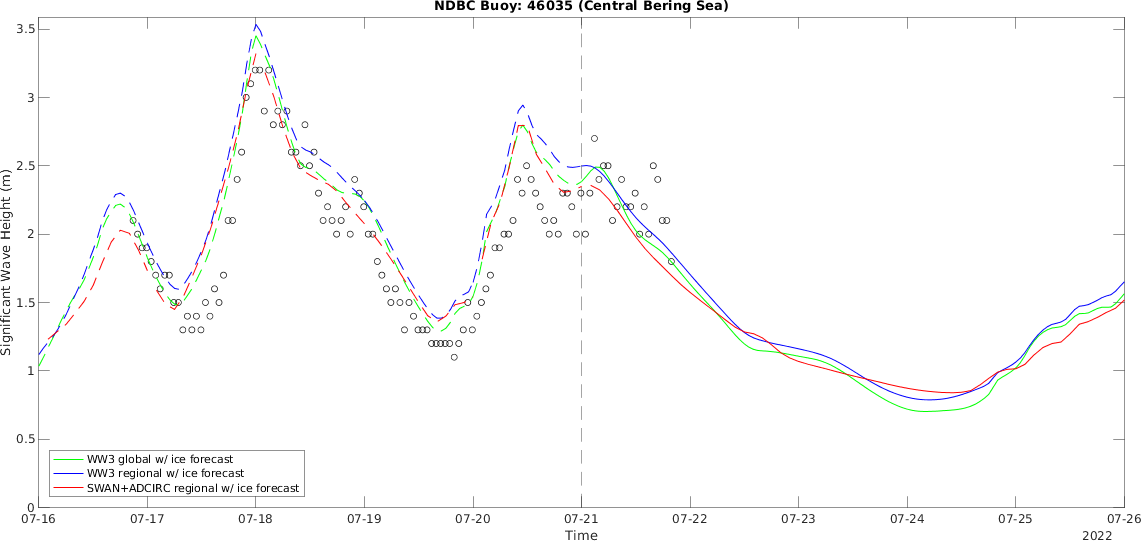 NDBC Buoy: 46035 (Central Bering Sea)
Significant Wave Height (m)
3.5
3
2.5
2
1.5
1
0.5
0
WW3 global w/ ice forecast
WW3 regional w/ ice forecast
SWAN+ADCIRC regional w/ ice forecast
07-16 07-17 07-18 07-19 07-20 07-21 07-22 07-23 07-24 07-25 07-26
Time
2022